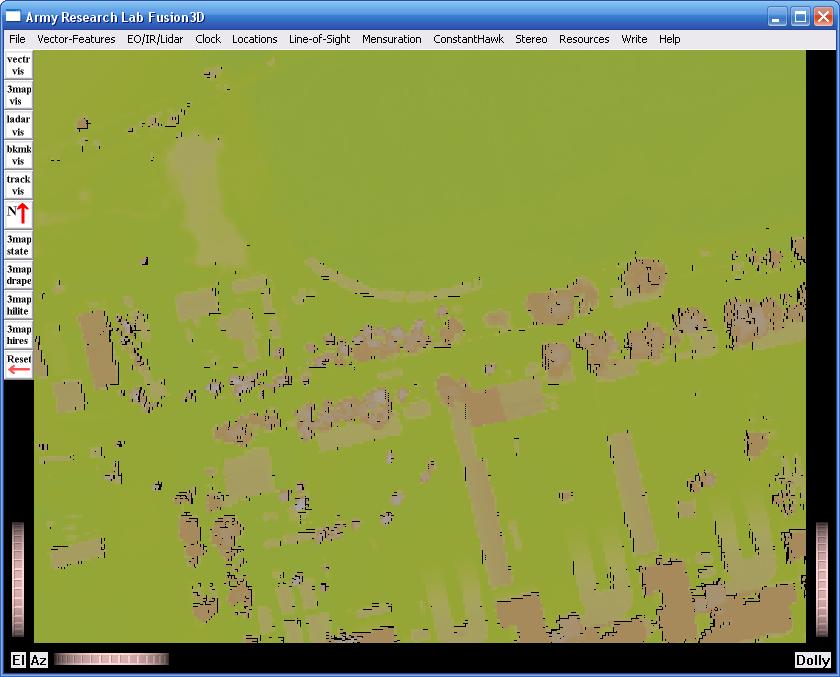 Army Research Lab Fusion3D
File Vector-Features EO/IR/Lidar Clock Locations Line-of-Sight Mensuration ConstantHawk Stereo Resources Write Help
vectr
vis
3map
vis
ladar
vis
bkmk
vis
track
vis
N
3map
state
3map
drape
3map
hilite
3map
hires
Reset
El Az Dolly